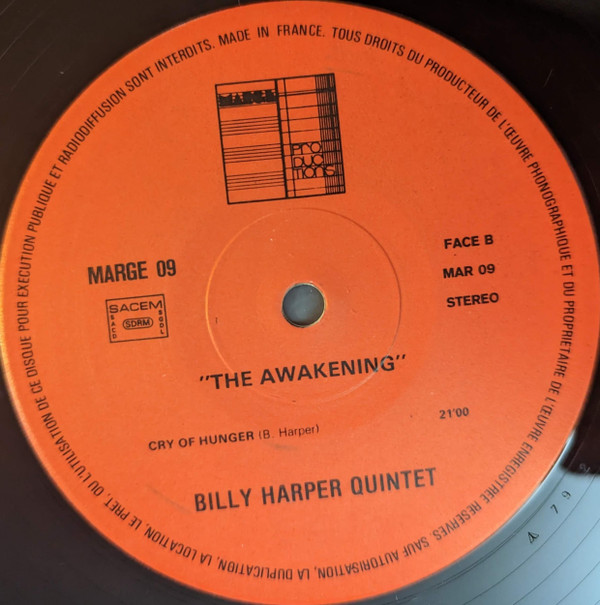 MADE IN FRANCE. TOUS DROITS DU PRODUCTEUR DE L'ŒUVRE PHONOGRAPHIQUE ET DU PROPRIETAIRE DE L'ŒUVRE ENREGISTREE RESERVES. SAUF AUTORISATION, LA DUPLICATION, LA LOCATION, LE PRET, OU L'UTILISATION DE CE DISQUE POUR EXECUTION PUBLIQUE ET RADIODIFFUSION SONT INTERDITS.
MARGE
PRO
DUC
TIONS
MARGE 09
FACE B
MAR 09
STEREO
SACEM
SACD
SDRM
SGDL
"THE AWAKENING"
CRY OF HUNGER (B. Harper)
21'00
BILLY HARPER QUINTET